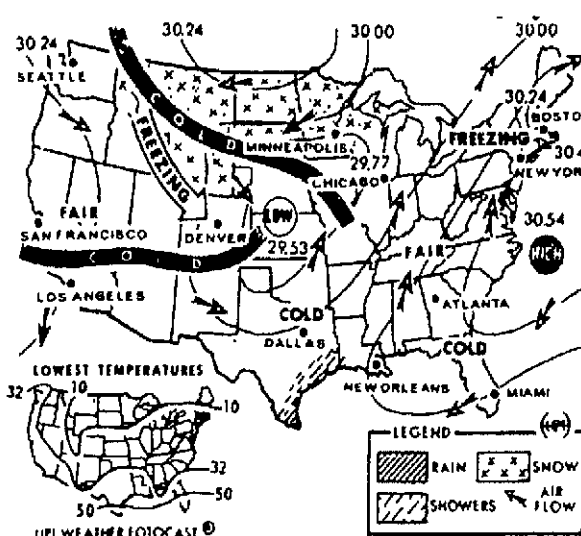 30.24
30.24
30.00
30.00
SEATTLE
30.24
BOSTON
COLD
MINNEAPOLIS
FREEZING
FREEZING
29.77
CHICAGO
NEW YORK
FAIR
SAN FRANCISCO
DENVER
LOW
30.54
HIGH
COLD
29.53
FAIR
LOS ANGELES
COLD
DALLAS
ATLANTA
COLD
NEW ORLEANS
MIAMI
LOWEST TEMPERATURES
32
10
10
32
50
50
UPI WEATHER FOTOCAST ®
LEGEND
(UPI)
RAIN
SNOW
SHOWERS
AIR
FLOW